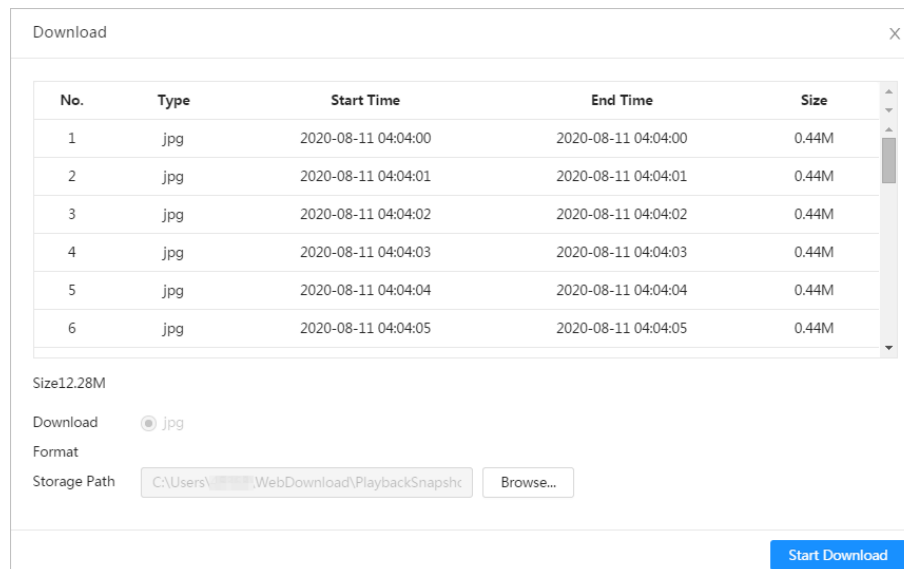 Download
No. Type Start Time End Time Size
1 jpg 2020-08-11 04:04:00 2020-08-11 04:04:00 0.44M
2 jpg 2020-08-11 04:04:01 2020-08-11 04:04:01 0.44M
3 jpg 2020-08-11 04:04:02 2020-08-11 04:04:02 0.44M
4 jpg 2020-08-11 04:04:03 2020-08-11 04:04:03 0.44M
5 jpg 2020-08-11 04:04:04 2020-08-11 04:04:04 0.44M
6 jpg 2020-08-11 04:04:05 2020-08-11 04:04:05 0.44M
Size12.28M
Download jpg
Format
Storage Path C:\Users\ WebDownload\PlaybackSnapshc Browse...
Start Download